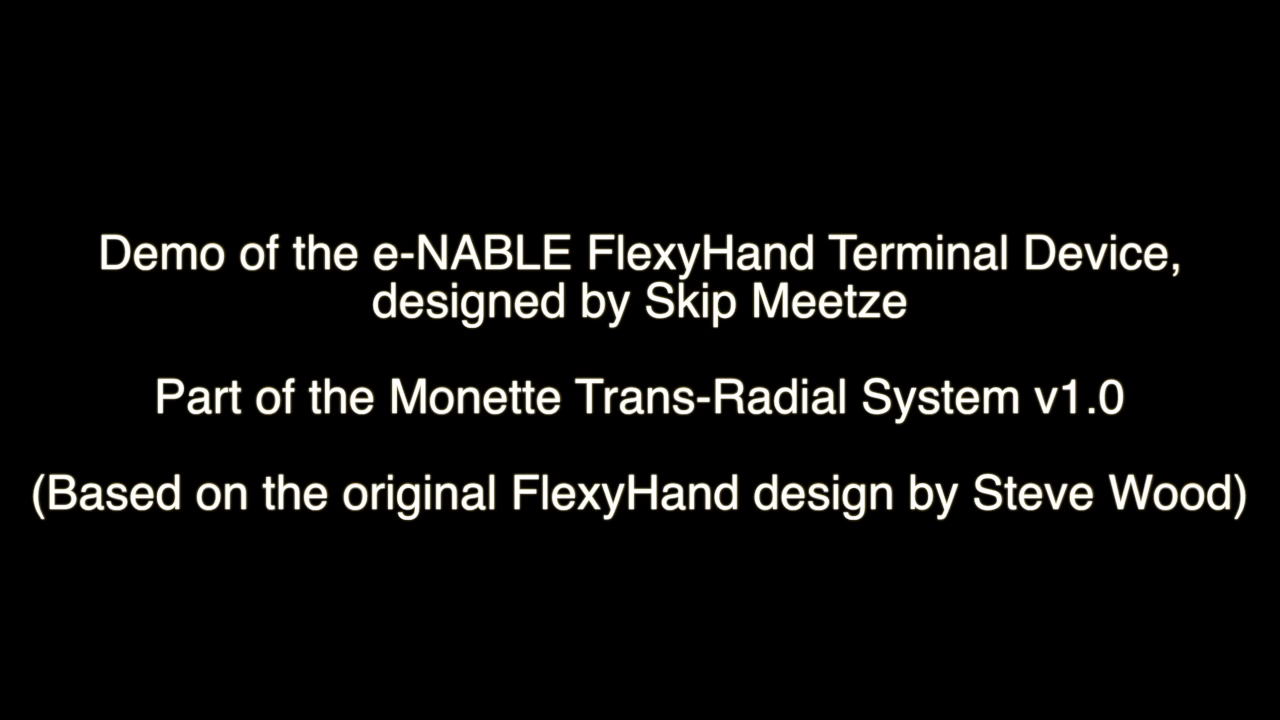 Demo of the e-NABLE FlexyHand Terminal Device,
designed by Skip Meetze
Part of the Monette Trans-Radial System v1.0
(Based on the original FlexyHand design by Steve Wood)